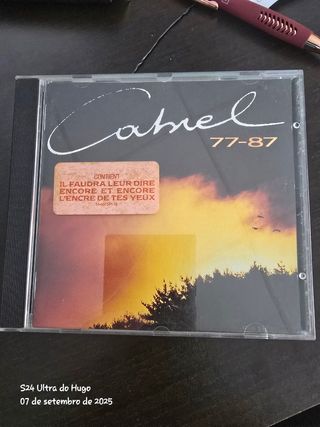 Cabrel
77-87
CONTIENT
IL FAUDRA LEUR DIRE
ENCORE ET ENCORE
L'ENCRE DE TES YEUX
S24 Ultra do Hugo
07 de setembro de 2025